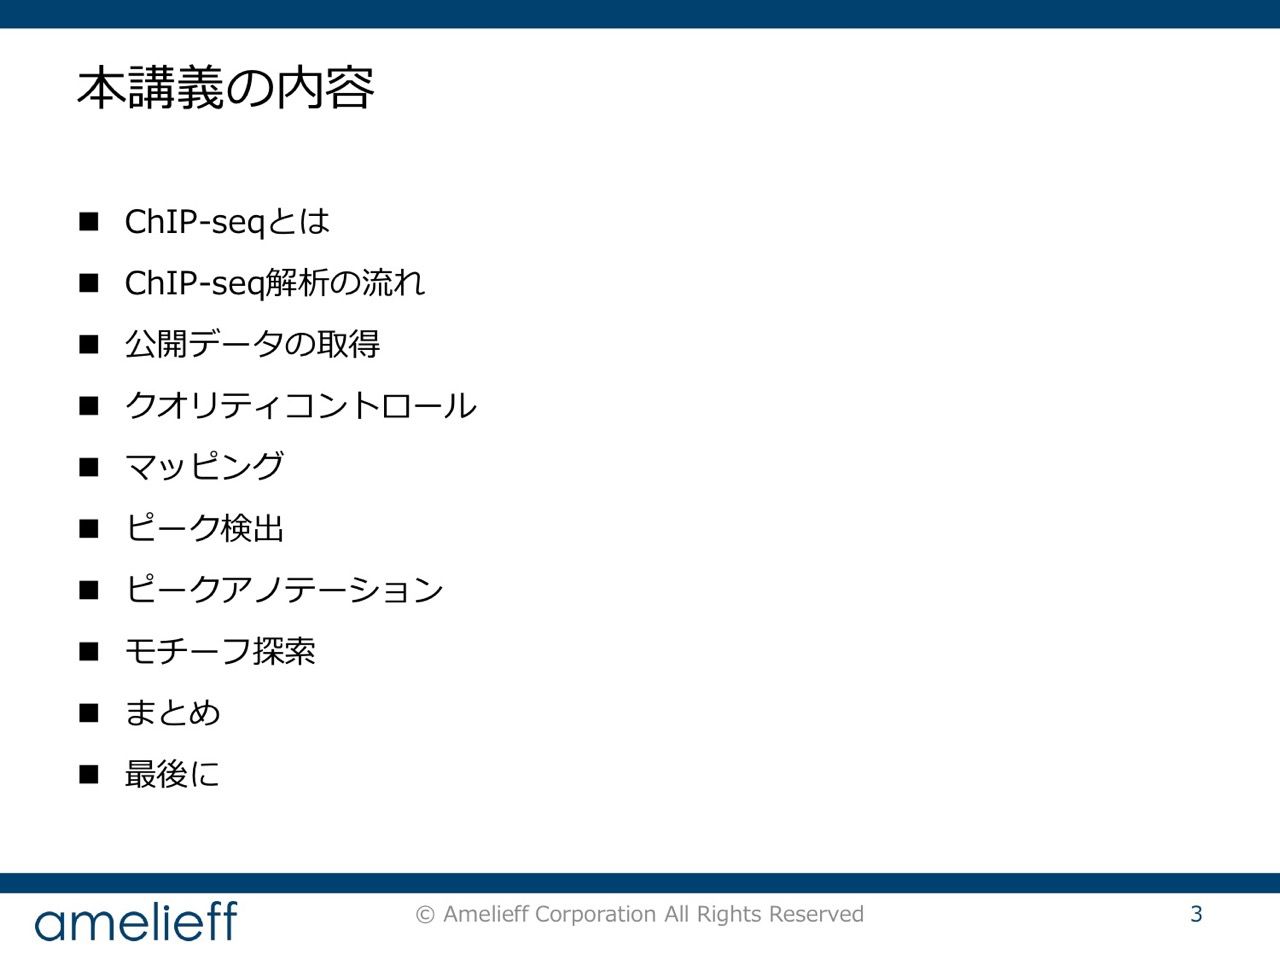 本講義の内容
■ ChIP-seqとは
■ ChIP-seq解析の流れ
■ 公開データの取得
■ クオリティコントロール
■ マッピング
■ ピーク検出
■ ピークアノテーション
■ モチーフ探索
■ まとめ
■ 最後に
amelieff
© Amelieff Corporation All Rights Reserved
3